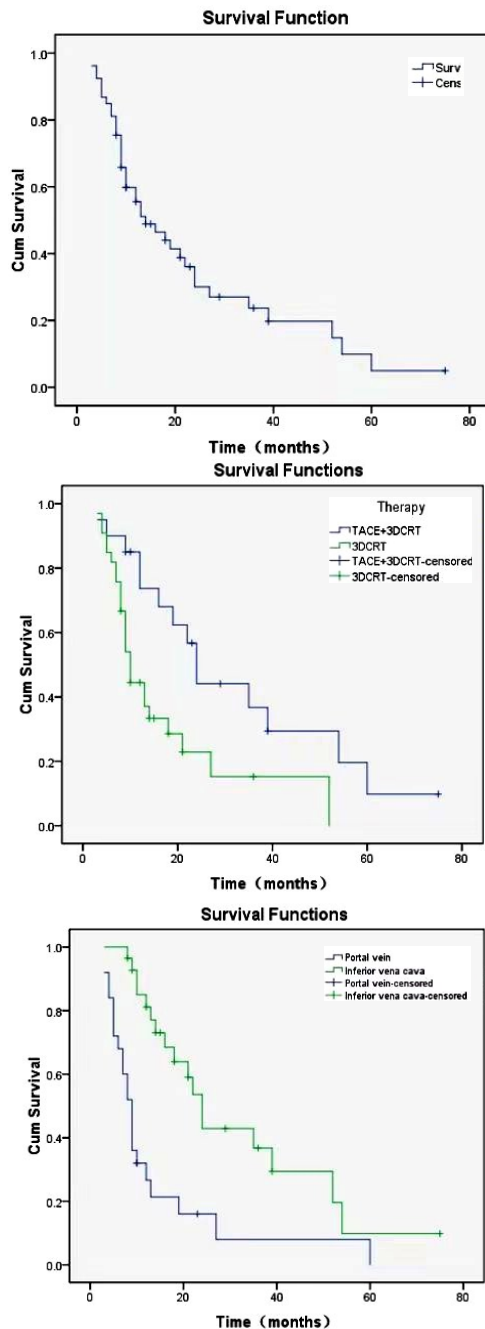 Survival Function
1.0
Surv
Cens
0.8
0.6
Cum Survival
0.4
0.2
0.0
0 20 40 60 80
Time（months）
Survival Functions
1.0
Therapy
TACE+3DCRT
3DCRT
TACE+3DCRT-censored
3DCRT-censored
0.8
0.6
Cum Survival
0.4
0.2
0.0
0 20 40 60 80
Time（months）
Survival Functions
1.0
Portal vein
Inferior vena cava
Portal vein-censored
Inferior vena cava-censored
0.8
0.6
Cum Survival
0.4
0.2
0.0
0 20 40 60 80
Time（months）